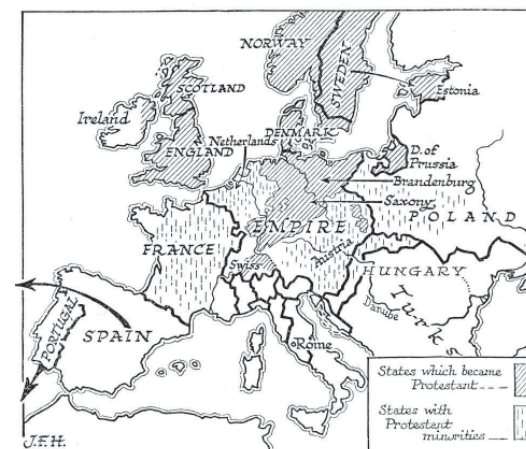 NORWAY
SWEDEN
SCOTLAND
Estonia
Ireland
DENMARK
Netherlands
ENGLAND
D. of
Prussia
Brandenburg
Saxony
POLAND
EMPIRE
FRANCE
Austria
Swiss
HUNGARY
Turks
Danube
PORTUGAL
SPAIN
Rome
States which became
Protestant
States with
Protestant
minorities
J.F.H.